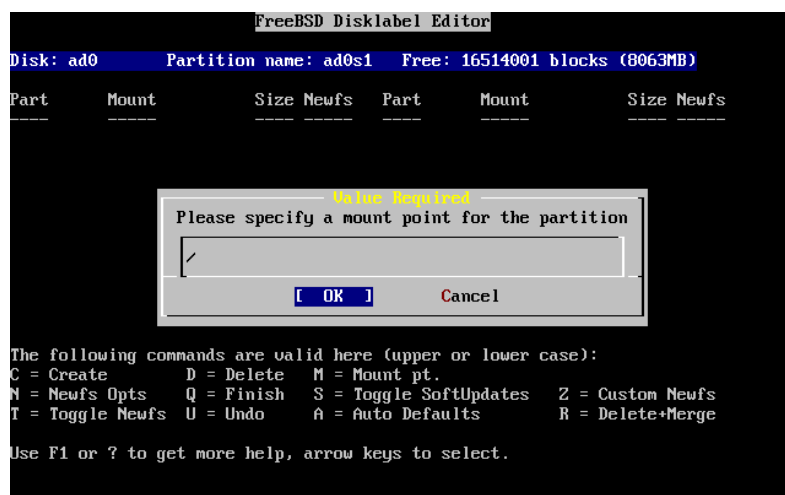 FreeBSD Disklabel Editor
Disk: ad0 Partition name: ad0s1 Free: 16514001 blocks (8063MB)
Part Mount Size Newfs Part Mount Size Newfs
---- ----- ---- ----- ---- ----- ---- -----
Value Required
Please specify a mount point for the partition
/
[ OK ] Cancel
The following commands are valid here (upper or lower case):
C = Create D = Delete M = Mount pt.
N = Newfs Opts Q = Finish S = Toggle SoftUpdates Z = Custom Newfs
T = Toggle Newfs U = Undo A = Auto Defaults R = Delete+Merge
Use F1 or ? to get more help, arrow keys to select.